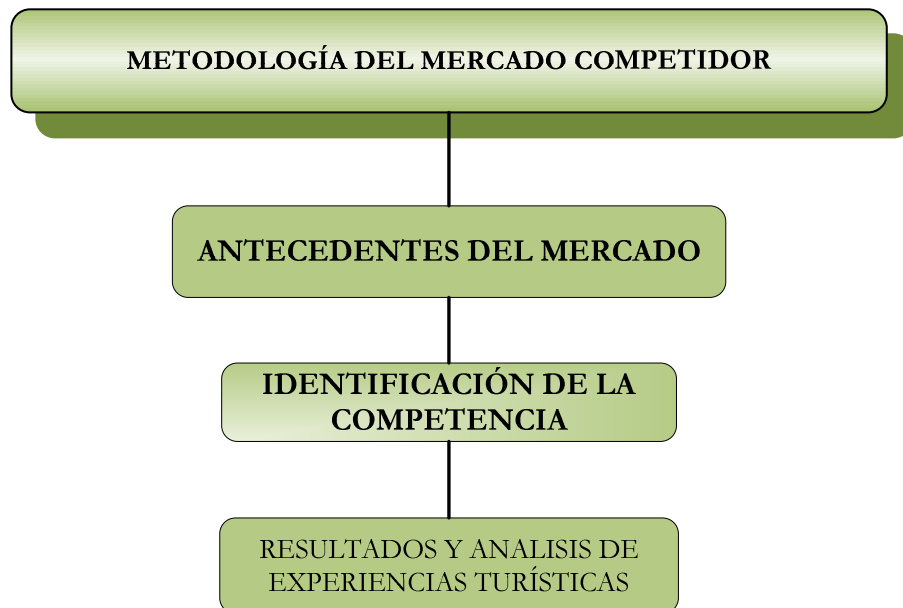 METODOLOGÍA DEL MERCADO COMPETIDOR
ANTECEDENTES DEL MERCADO
IDENTIFICACIÓN DE LA
COMPETENCIA
RESULTADOS Y ANALISIS DE
EXPERIENCIAS TURÍSTICAS